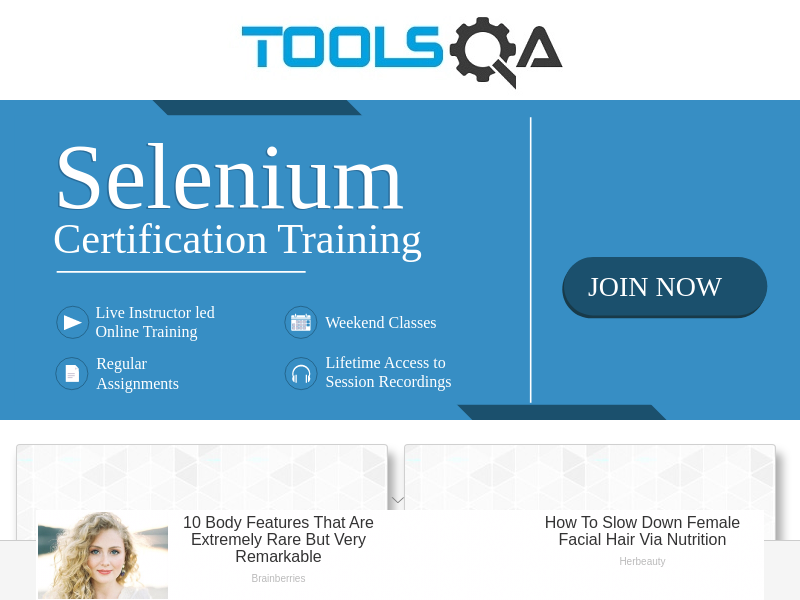 TOOLSQA
Selenium
Certification Training
JOIN NOW
Live Instructor led
Online Training
Weekend Classes
Regular
Assignments
Lifetime Access to
Session Recordings
10 Body Features That Are
Extremely Rare But Very
Remarkable
Brainberries
How To Slow Down Female
Facial Hair Via Nutrition
Herbeauty